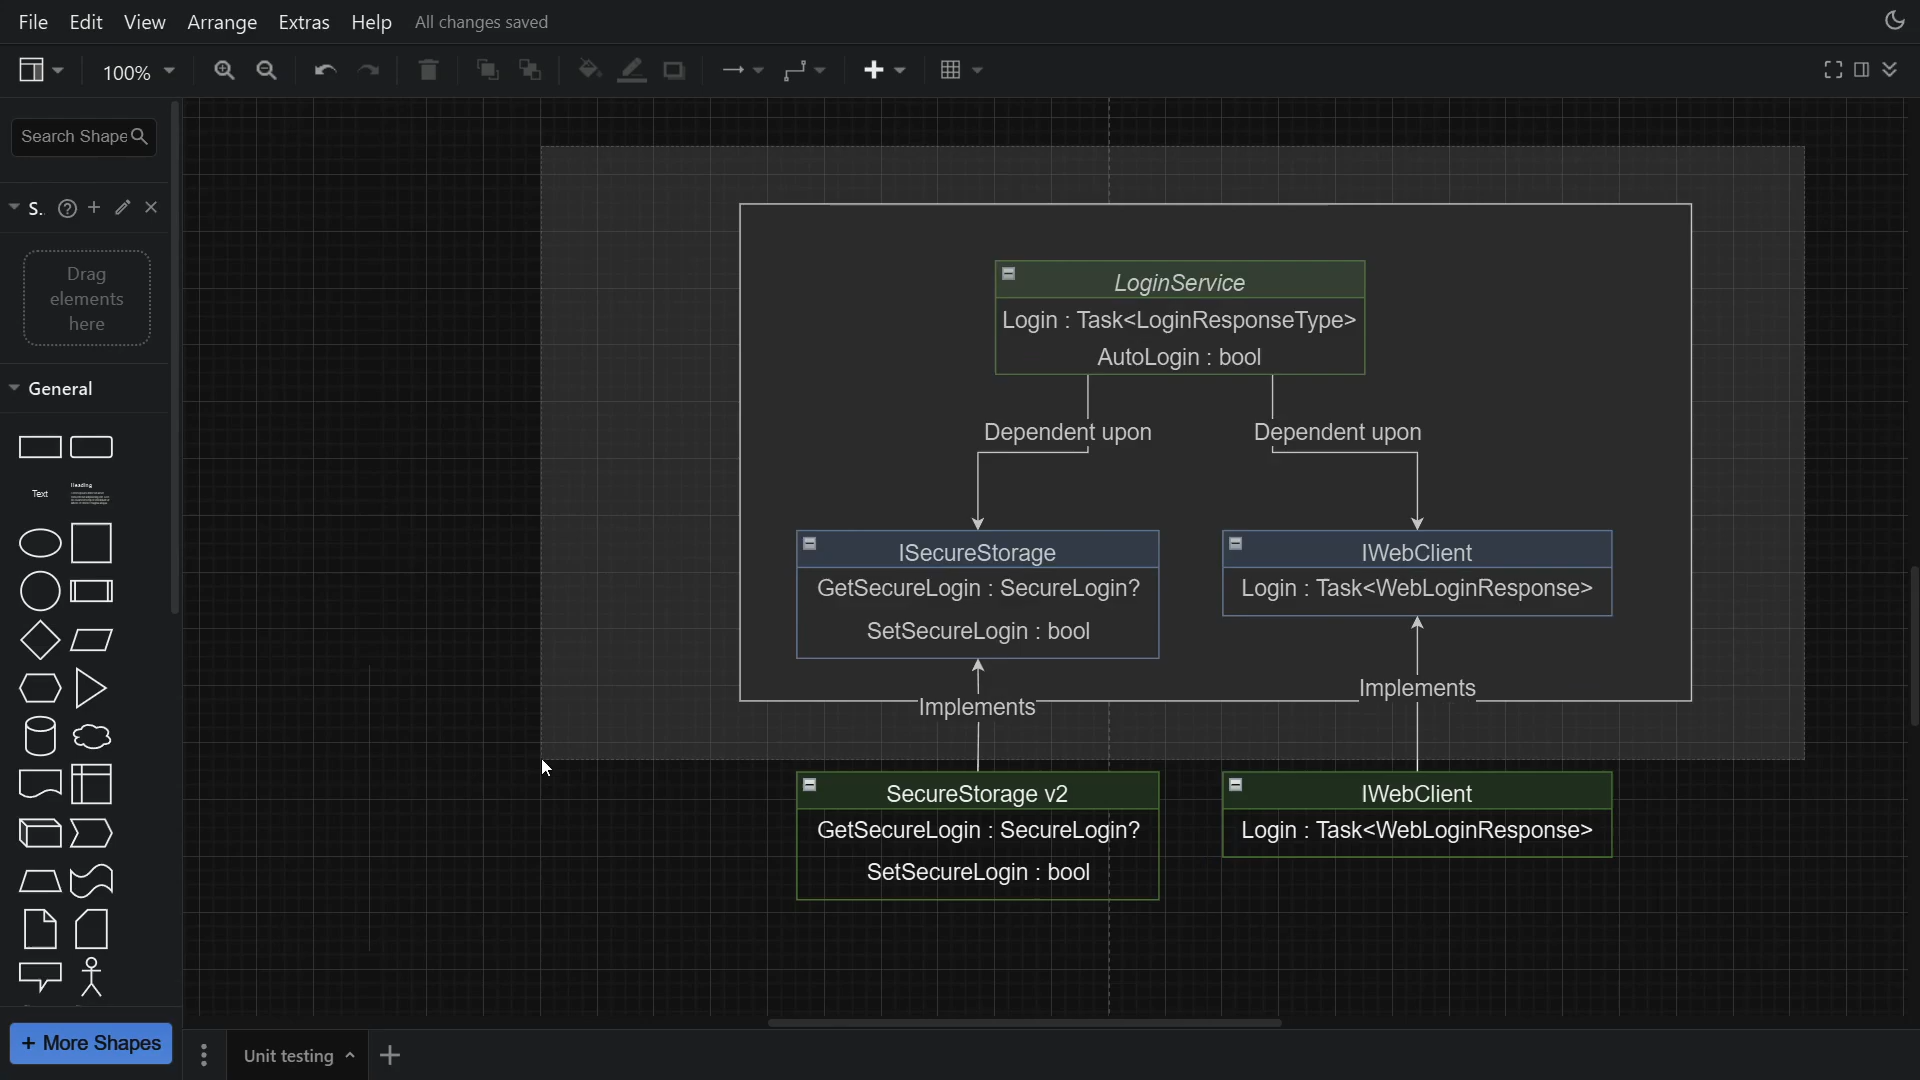 File Edit View Arrange Extras Help All changes saved
100%
Search Shape
S.
Drag
elements
here
General
Text
Heading
LoginService
Login : Task<LoginResponseType>
AutoLogin : bool
Dependent upon Dependent upon
ISecureStorage
GetSecureLogin : SecureLogin?
SetSecureLogin : bool
IWebClient
Login : Task<WebLoginResponse>
Implements
Implements
SecureStorage v2
GetSecureLogin : SecureLogin?
SetSecureLogin : bool
IWebClient
Login : Task<WebLoginResponse>
+ More Shapes
Unit testing